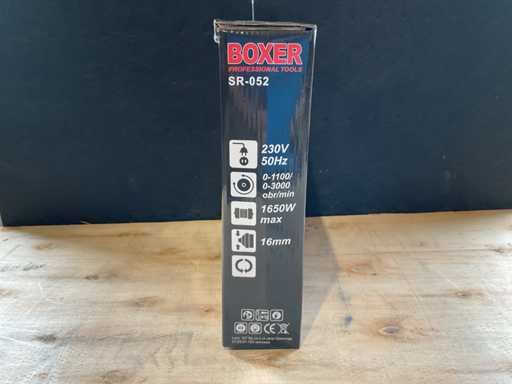 BOXER
PROFESSIONAL TOOLS
SR-052
230V
50Hz
0-1100/
0-3000
obr/min
1650W
max
16mm